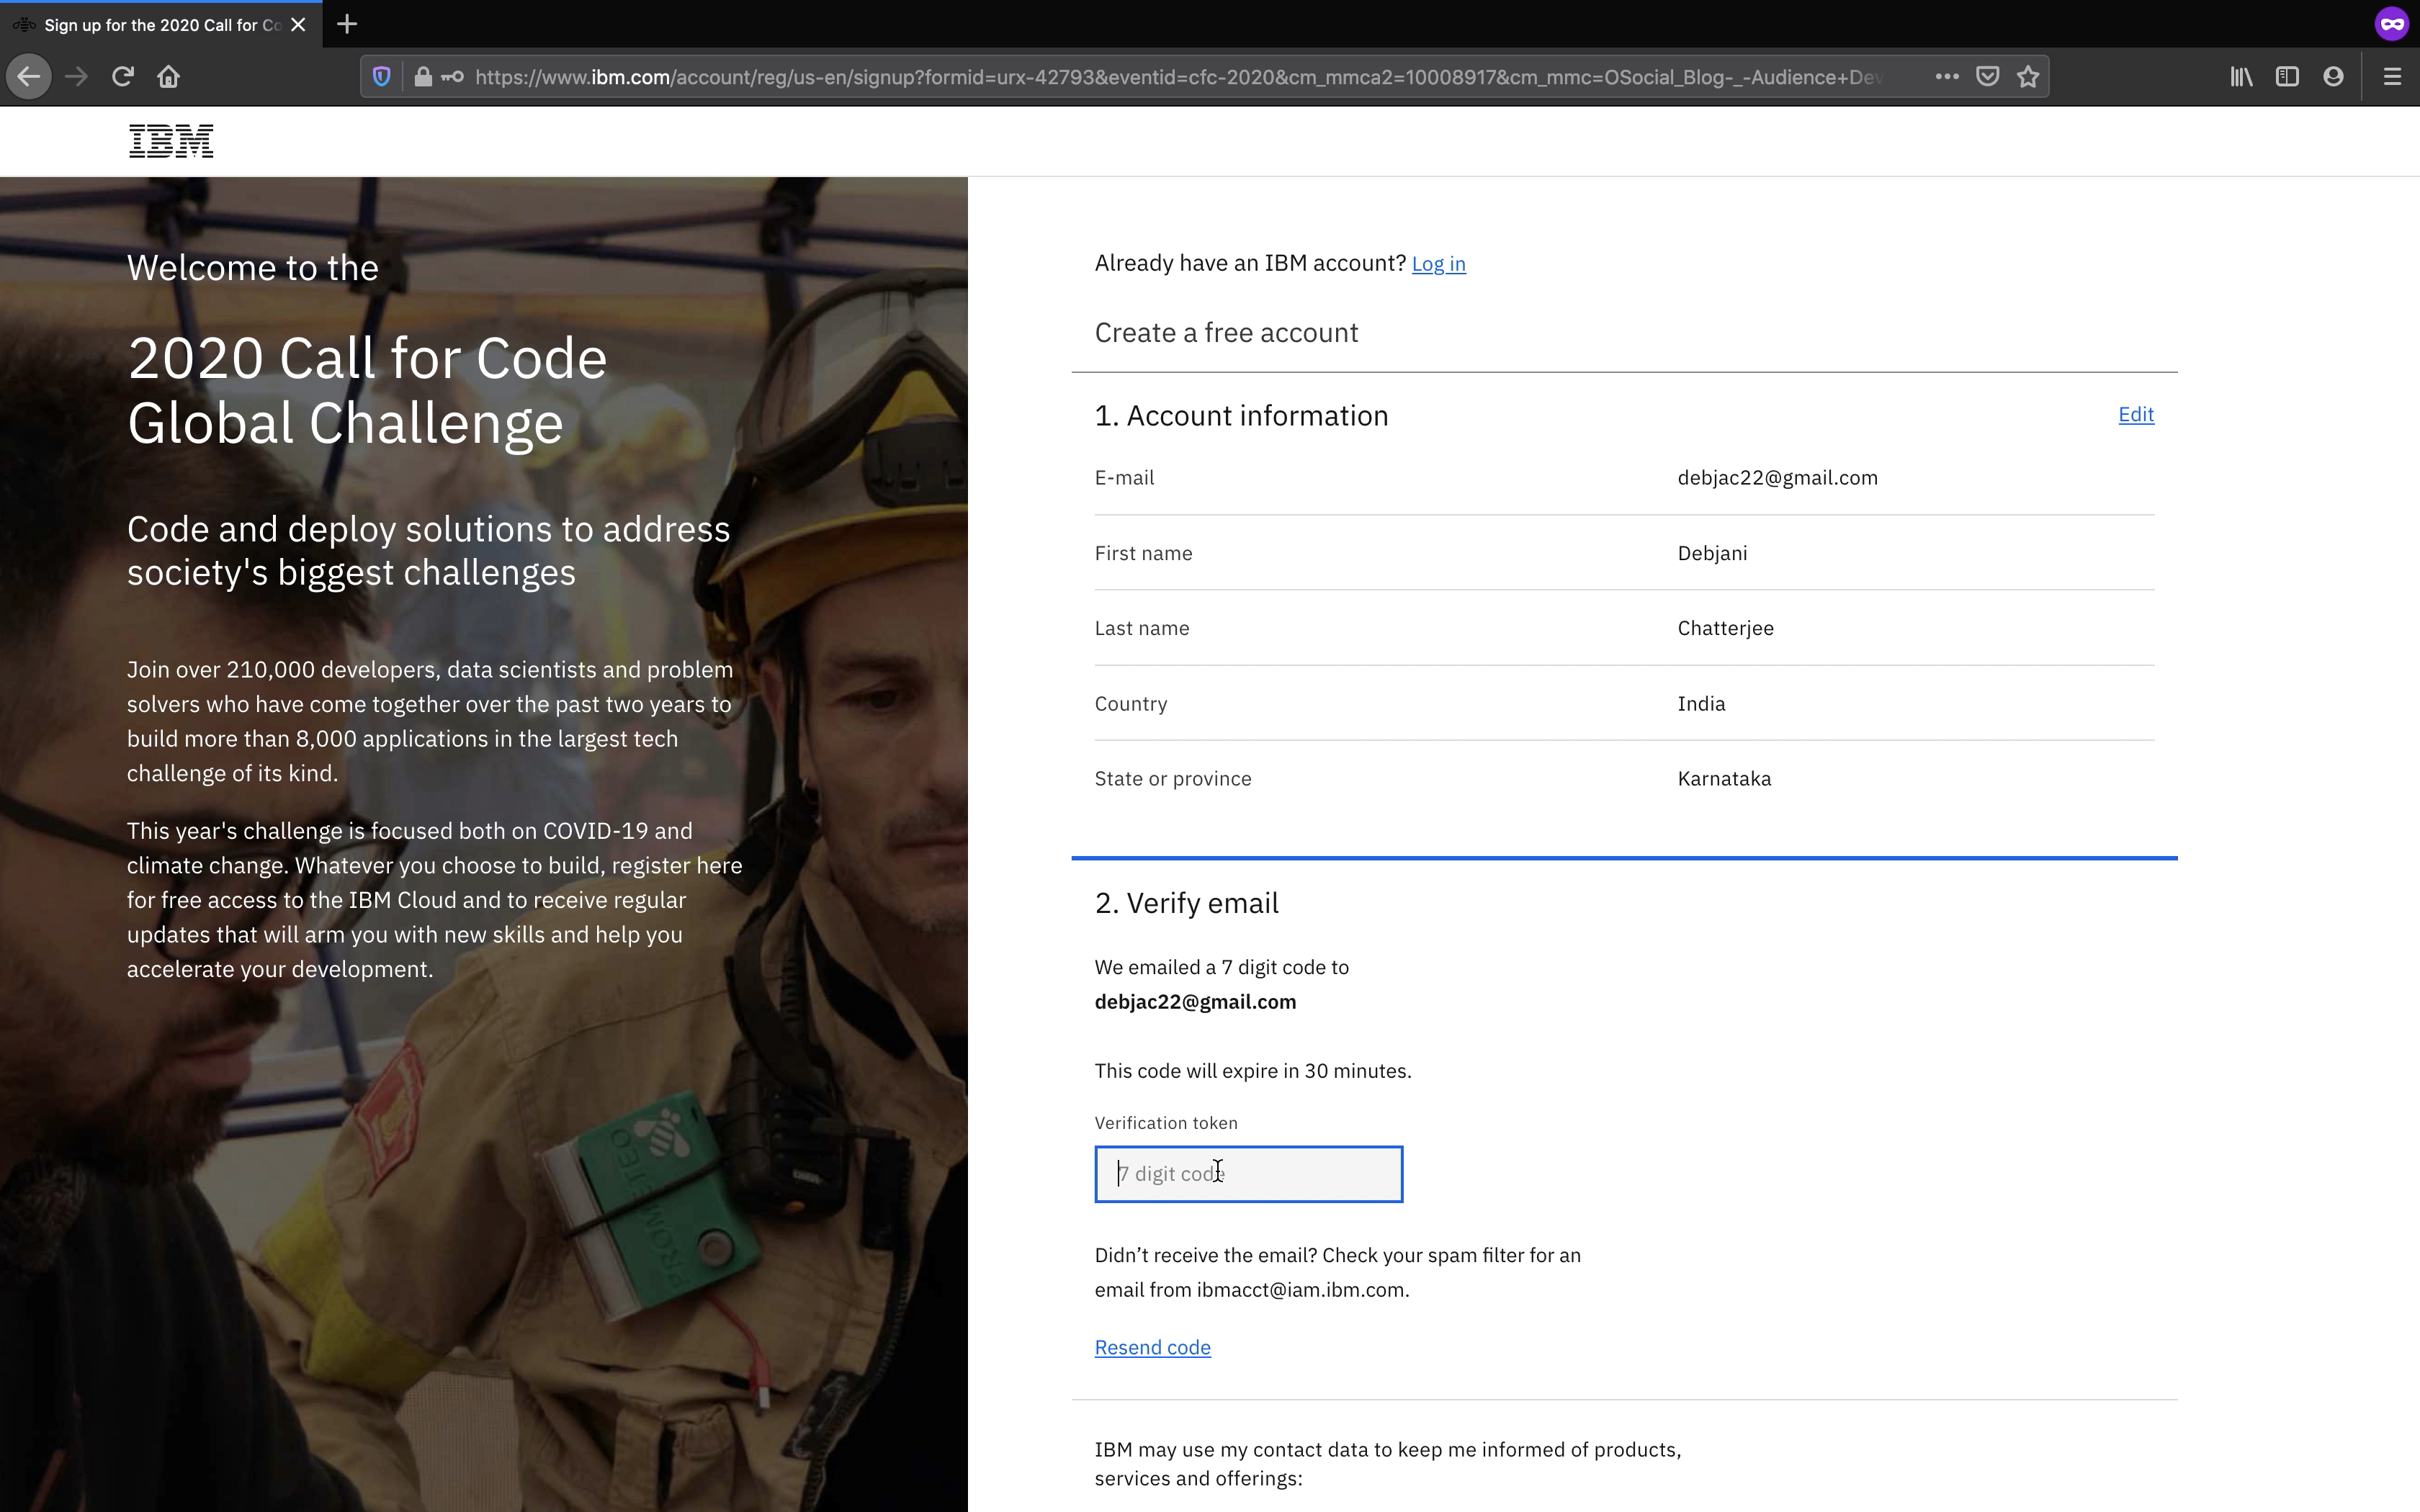 Sign up for the 2020 Call for Co
https://www.ibm.com/account/reg/us-en/signup?formid=urx-42793&eventid=cfc-2020&cm_mmca2=10008917&cm_mmc=OSocial_Blog-_-Audience+Dev
IBM
Welcome to the
2020 Call for Code
Global Challenge
Code and deploy solutions to address
society's biggest challenges
Join over 210,000 developers, data scientists and problem
solvers who have come together over the past two years to
build more than 8,000 applications in the largest tech
challenge of its kind.
This year's challenge is focused both on COVID-19 and
climate change. Whatever you choose to build, register here
for free access to the IBM Cloud and to receive regular
updates that will arm you with new skills and help you
accelerate your development.
PROMETEO
Already have an IBM account? Log in
Create a free account
1. Account information
Edit
E-mail debjac22@gmail.com
First name Debjani
Last name Chatterjee
Country India
State or province Karnataka
2. Verify email
We emailed a 7 digit code to
debjac22@gmail.com
This code will expire in 30 minutes.
Verification token
7 digit code
Didn’t receive the email? Check your spam filter for an
email from ibmacct@iam.ibm.com.
Resend code
IBM may use my contact data to keep me informed of products,
services and offerings: